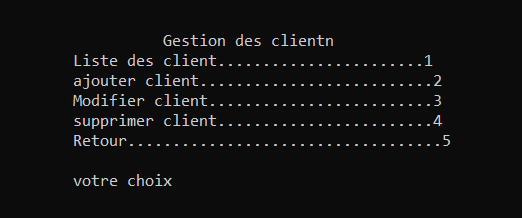 Gestion des clientn
Liste des client.......................1
ajouter client..........................2
Modifier client.........................3
supprimer client........................4
Retour...................................5
votre choix